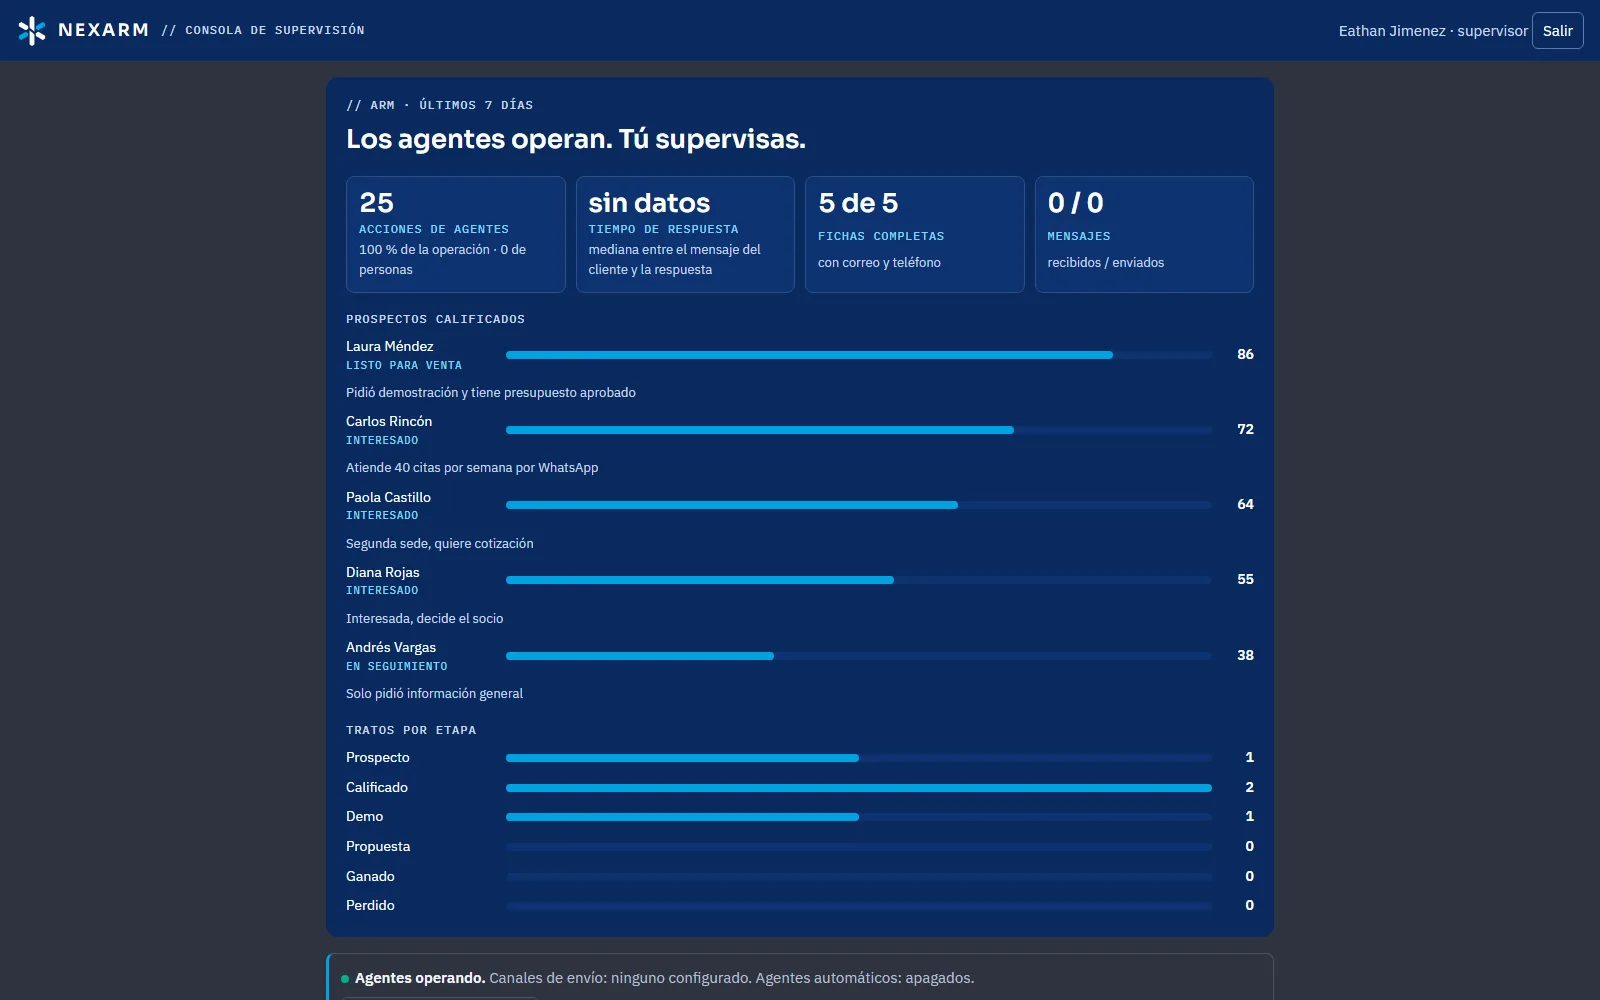 NEXARM // CONSOLA DE SUPERVISIÓN
Eathan Jimenez · supervisor Salir
// ARM · ÚLTIMOS 7 DÍAS
Los agentes operan. Tú supervisas.
25
ACCIONES DE AGENTES
100 % de la operación · 0 de
personas
sin datos
TIEMPO DE RESPUESTA
mediana entre el mensaje del
cliente y la respuesta
5 de 5
FICHAS COMPLETAS
con correo y teléfono
0 / 0
MENSAJES
recibidos / enviados
PROSPECTOS CALIFICADOS
Laura Méndez
LISTO PARA VENTA
86
Pidió demostración y tiene presupuesto aprobado
Carlos Rincón
INTERESADO
72
Atiende 40 citas por semana por WhatsApp
Paola Castillo
INTERESADO
64
Segunda sede, quiere cotización
Diana Rojas
INTERESADO
55
Interesada, decide el socio
Andrés Vargas
EN SEGUIMIENTO
38
Solo pidió información general
TRATOS POR ETAPA
Prospecto 1
Calificado 2
Demo 1
Propuesta 0
Ganado 0
Perdido 0
Agentes operando. Canales de envío: ninguno configurado. Agentes automáticos: apagados.